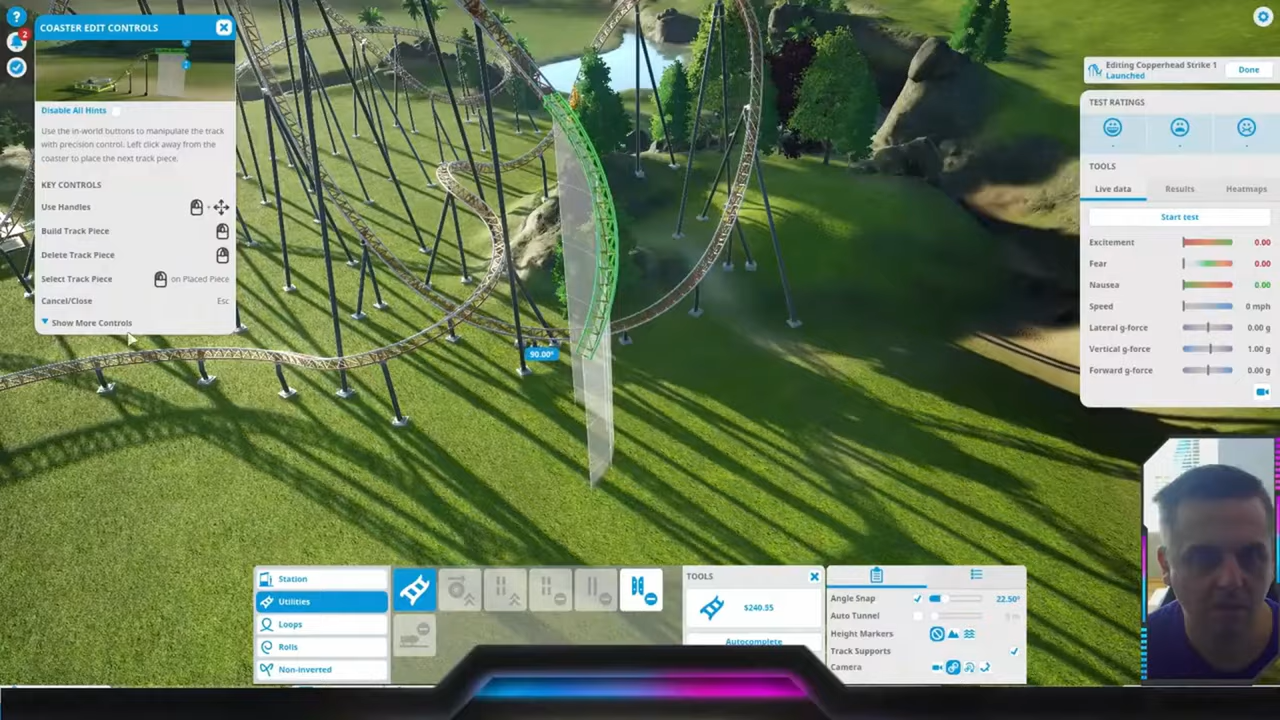 ?
2
COASTER EDIT CONTROLS
Disable All Hints
Use the in-world buttons to manipulate the track
with precision control. Left click away from the
coaster to place the next track piece.
KEY CONTROLS
Use Handles
Build Track Piece
Delete Track Piece
Select Track Piece on Placed Piece
Cancel/Close Esc
Show More Controls
90.00°
Editing Copperhead Strike 1
Launched
Done
TEST RATINGS
- - -
TOOLS
Live data Results Heatmaps
Start test
Excitement 0.00
Fear 0.00
Nausea 0.00
Speed 0 mph
Lateral g-force 0.00 g
Vertical g-force 1.00 g
Forward g-force 0.00 g
Station
Utilities
Loops
Rolls
Non-inverted
TOOLS
$240.55
Autocomplete
Angle Snap 22.50°
Auto Tunnel
Height Markers
Track Supports
Camera